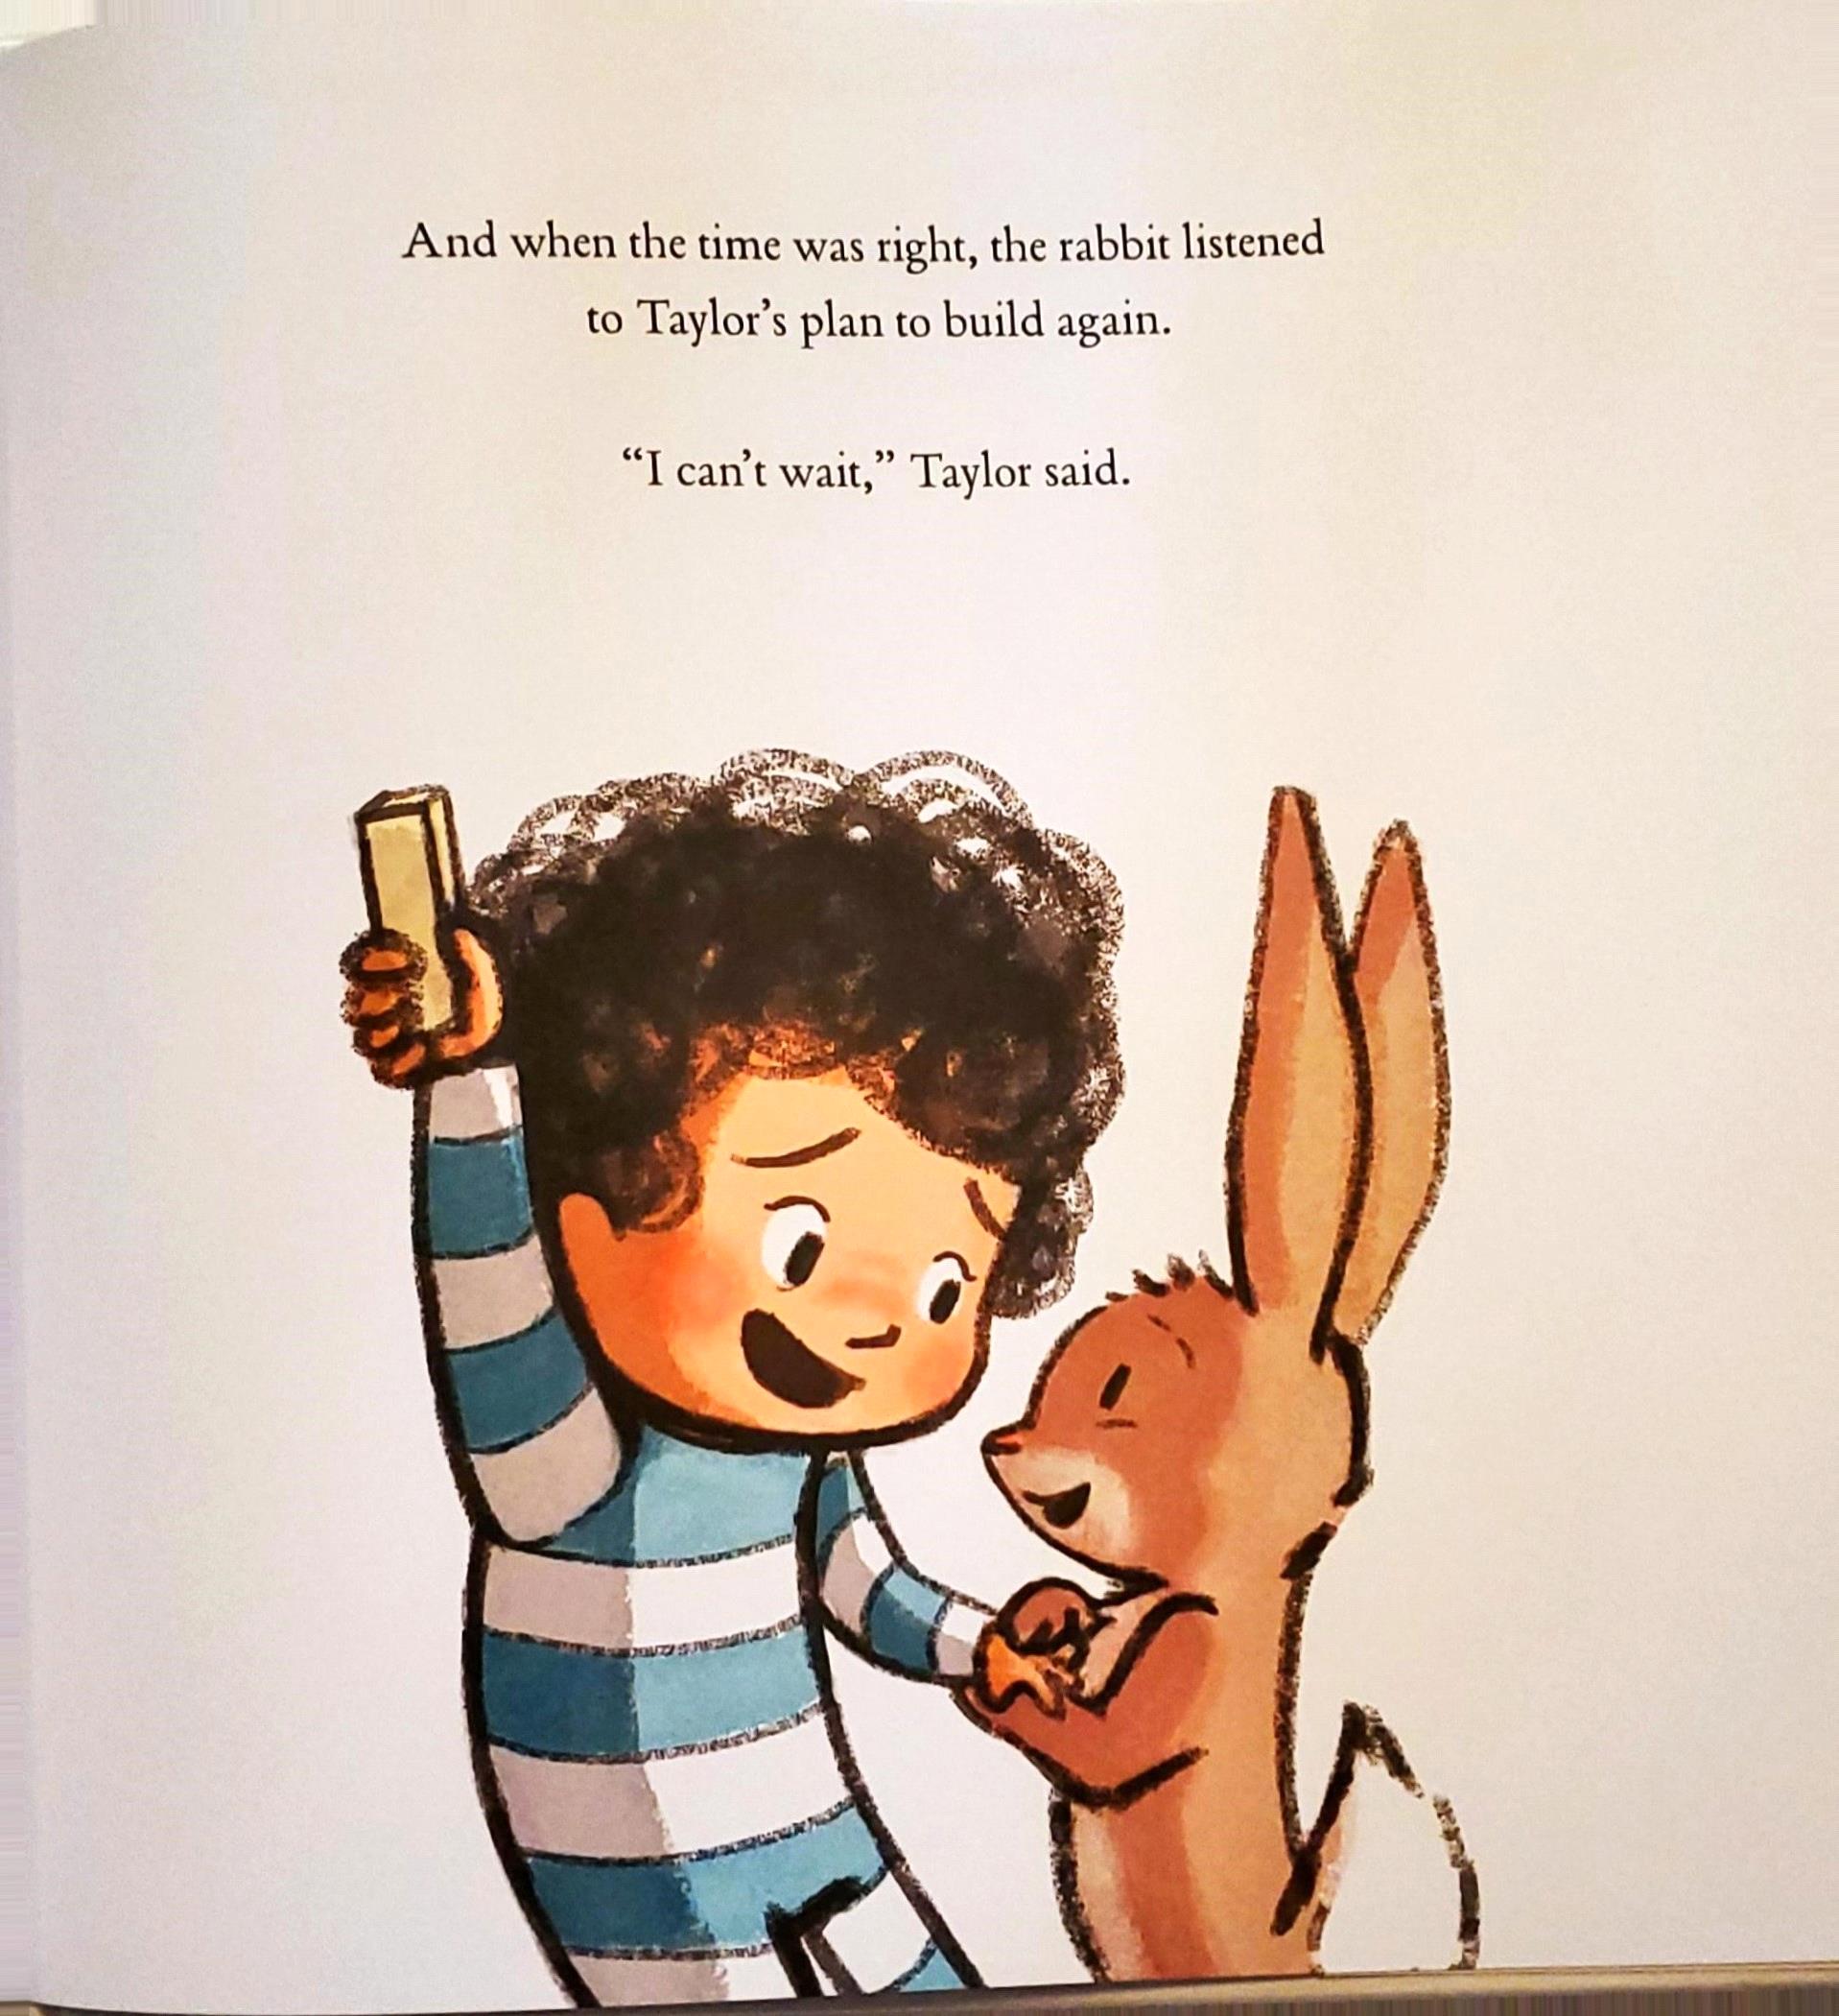 And when the time was right, the rabbit listened
to Taylor’s plan to build again.
“I can’t wait,” Taylor said.